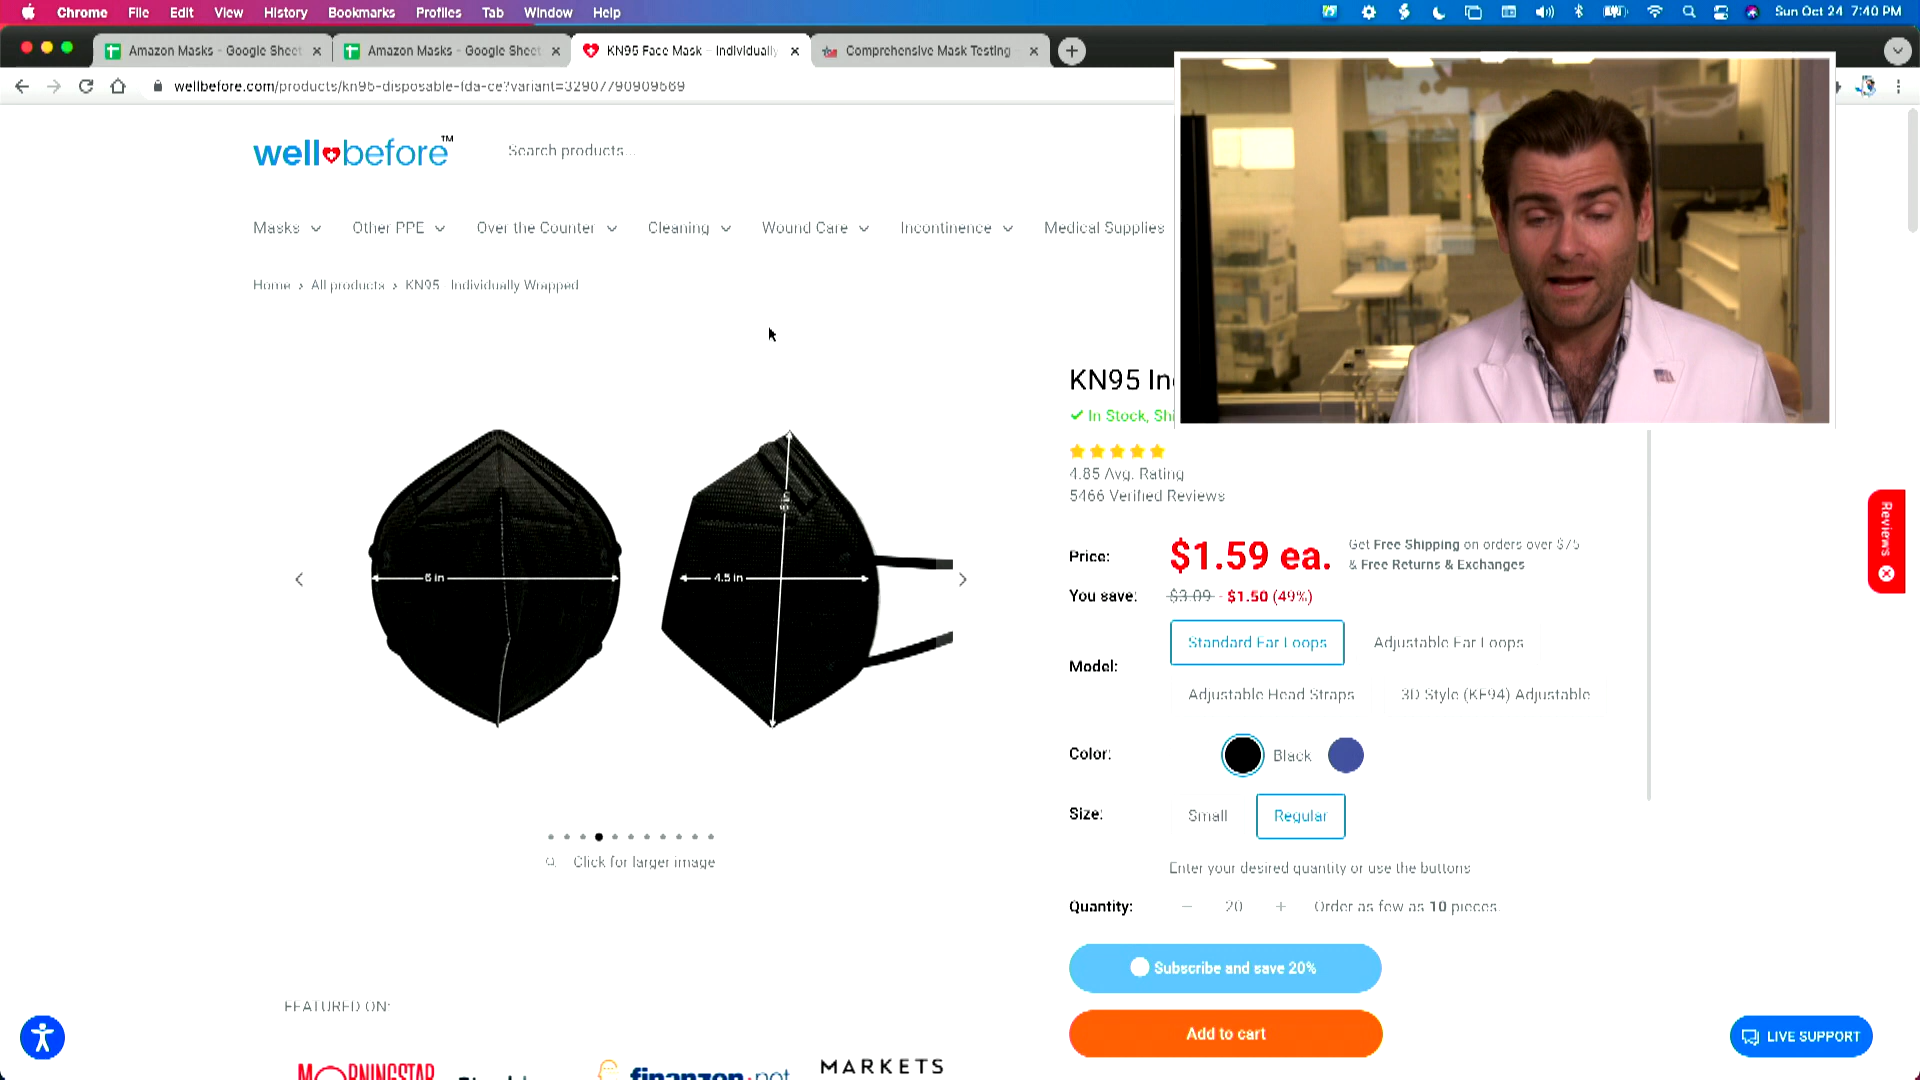 Chrome File Edit View History Bookmarks Profiles Tab Window Help
Sun Oct 24 7:40 PM
Amazon Masks - Google Sheet
Amazon Masks - Google Sheet
KN95 Face Mask – Individually
Comprehensive Mask Testing
wellbefore.com/products/kn95-disposable-fda-ce?variant=32907790909569
well before™
Search products...
Masks Other PPE Over the Counter Cleaning Wound Care Incontinence Medical Supplies
Home › All products › KN95 - Individually Wrapped
KN95 In
In Stock, Shi
4.85 Avg. Rating
5466 Verified Reviews
Price: $1.59 ea. Get Free Shipping on orders over $75
& Free Returns & Exchanges
You save: $3.09 - $1.50 (49%)
Model: Standard Ear Loops Adjustable Ear Loops
Adjustable Head Straps 3D Style (KF94) Adjustable
Color: Black
Size: Small Regular
Enter your desired quantity or use the buttons
Quantity: − 20 + Order as few as 10 pieces.
Subscribe and save 20%
Add to cart
6 in
4.5 in
Click for larger image
FEATURED ON:
MORNINGSTAR
finanzen.net
MARKETS
Reviews
LIVE SUPPORT